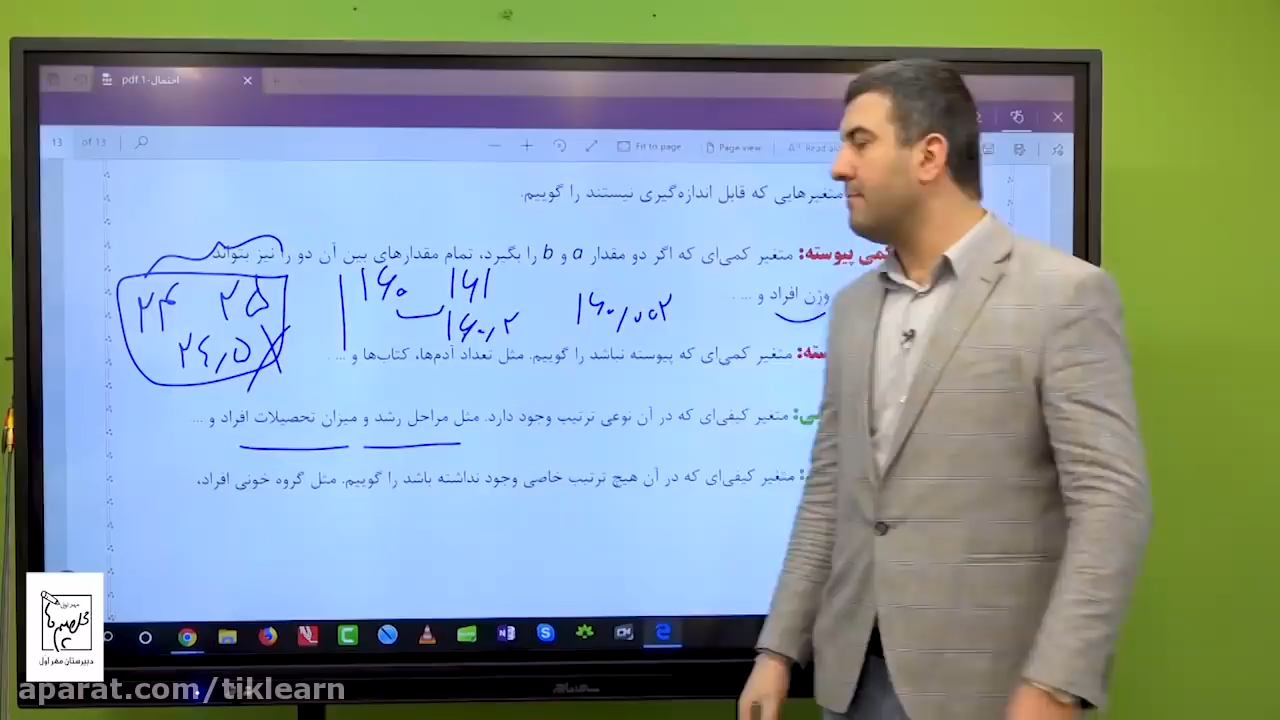 احتمال-1 pdf
13 of 13
Fit to page
Page view
Read alo
متغیرهایی که قابل اندازه‌گیری نیستند را گوییم.
کمی پیوسته: متغیر کمی‌ای که اگر دو مقدار a و b را بگیرد، تمام مقدارهای بین آن دو را نیز بتواند
وزن افراد و ... .
۱۶۰ ۱۶۱
۱۶۰٫۲
۱۶۰٫۰۰۲
۲۴ ۲۵
۲۴٫۵
سته: متغیر کمی‌ای که پیوسته نباشد را گوییم. مثل تعداد آدم‌ها، کتاب‌ها و ... .
متغیر کیفی‌ای که در آن نوعی ترتیب وجود دارد. مثل مراحل رشد و میزان تحصیلات افراد و ...
متغیر کیفی‌ای که در آن هیچ ترتیب خاصی وجود نداشته باشد را گوییم. مثل گروه خونی افراد،
مهر اول
دبیرستان مهر اول
aparat.com/tiklearn